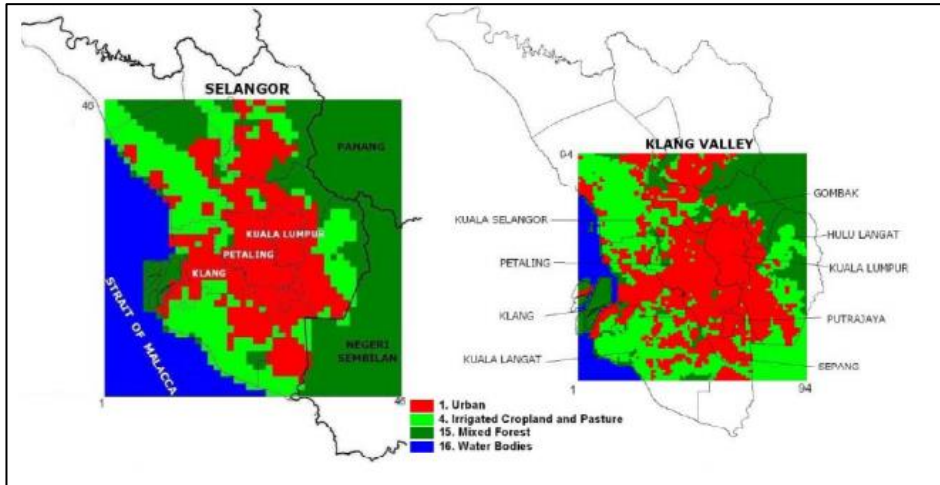 SELANGOR
40
PAHANG
KUALA LUMPUR
PETALING
KLANG
STRAIT OF MALACCA
NEGERI
SEMBILAN
1
46
KLANG VALLEY
94
GOMBAK
KUALA SELANGOR
HULU LANGAT
PETALING
KUALA LUMPUR
KLANG
PUTRAJAYA
KUALA LANGAT
SEPANG
1
94
1. Urban
4. Irrigated Cropland and Pasture
15. Mixed Forest
16. Water Bodies